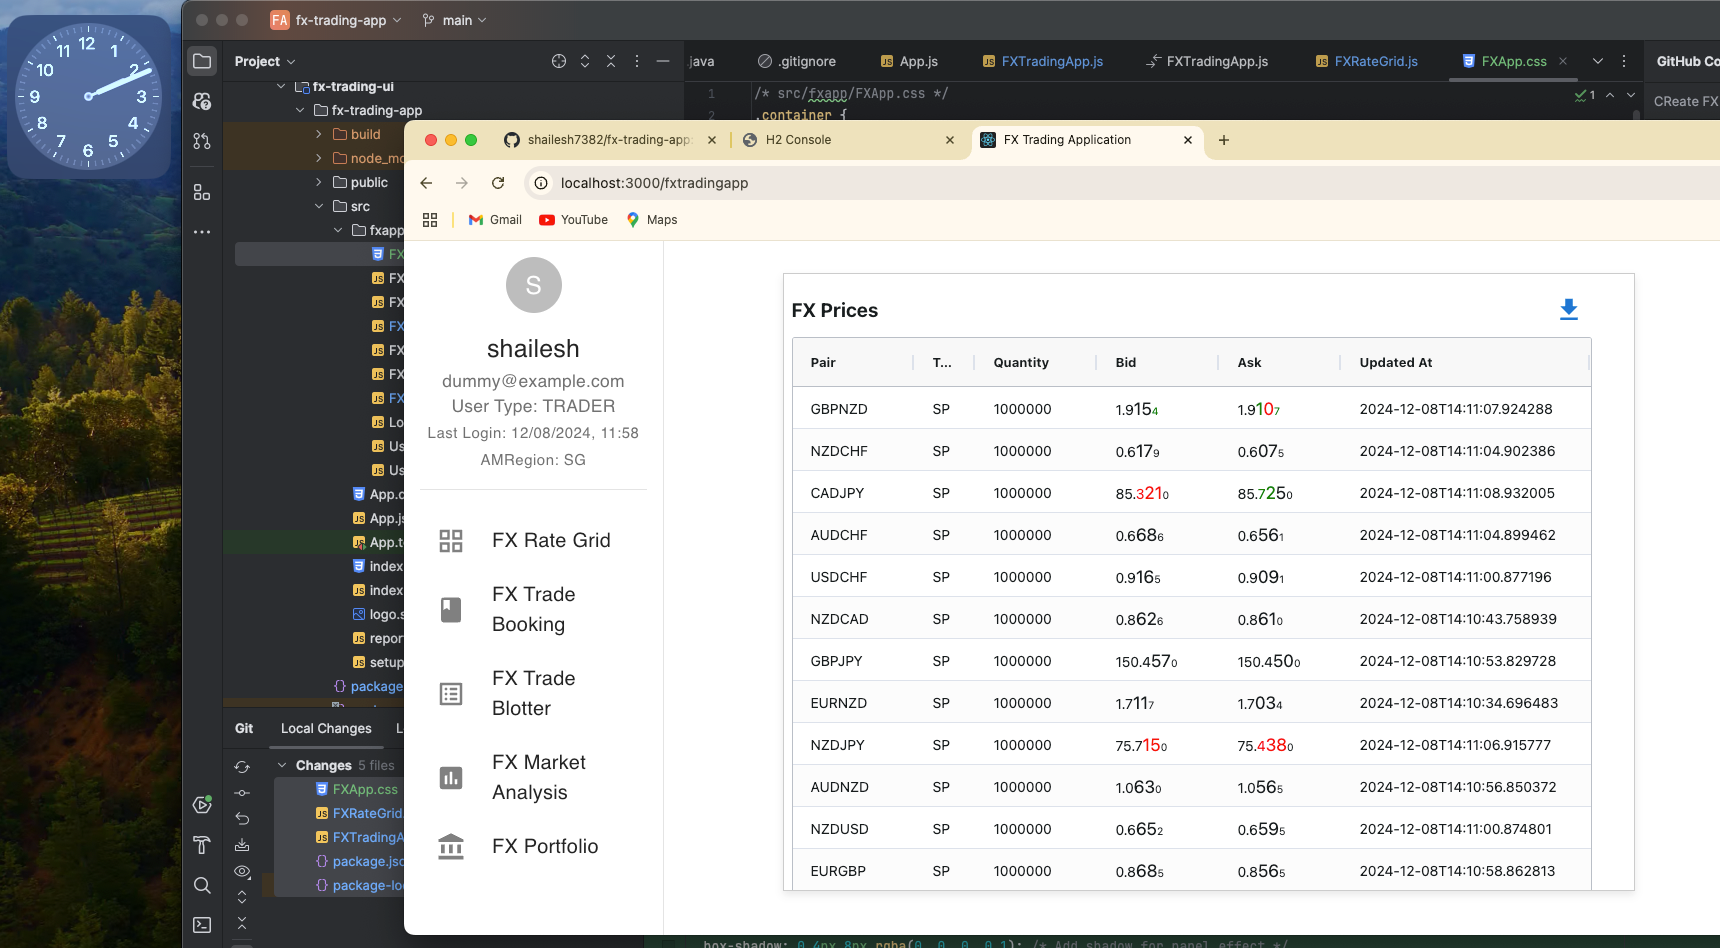 12
11 1
10 2
9 3
8 4
7 5
6
FA fx-trading-app main
Project
java .gitignore App.js FXTradingApp.js FXTradingApp.js FXRateGrid.js FXApp.css GitHub Co
1 /* src/fxapp/FXApp.css */
1
CReate FX
2 .container {
fx-trading-ui
fx-trading-app
build
node_mo
public
src
fxapp
FX
FX
FX
FX
FX
FX
FX
Lo
Us
Us
App.c
App.js
App.t
index
index
logo.s
repor
setup
package
Git Local Changes L
Changes 5 files
FXApp.css
FXRateGrid.
FXTradingA
package.jsc
package-lo
shailesh7382/fx-trading-app: H2 Console FX Trading Application
localhost:3000/fxtradingapp
Gmail YouTube Maps
S
shailesh
dummy@example.com
User Type: TRADER
Last Login: 12/08/2024, 11:58
AMRegion: SG
FX Rate Grid
FX Trade
Booking
FX Trade
Blotter
FX Market
Analysis
FX Portfolio
FX Prices
Pair T... Quantity Bid Ask Updated At
GBPNZD SP 1000000 1.9154 1.9107 2024-12-08T14:11:07.924288
NZDCHF SP 1000000 0.6179 0.6075 2024-12-08T14:11:04.902386
CADJPY SP 1000000 85.3210 85.7250 2024-12-08T14:11:08.932005
AUDCHF SP 1000000 0.6686 0.6561 2024-12-08T14:11:04.899462
USDCHF SP 1000000 0.9165 0.9091 2024-12-08T14:11:00.877196
NZDCAD SP 1000000 0.8626 0.8610 2024-12-08T14:10:43.758939
GBPJPY SP 1000000 150.4570 150.4500 2024-12-08T14:10:53.829728
EURNZD SP 1000000 1.7117 1.7034 2024-12-08T14:10:34.696483
NZDJPY SP 1000000 75.7150 75.4380 2024-12-08T14:11:06.915777
AUDNZD SP 1000000 1.0630 1.0565 2024-12-08T14:10:56.850372
NZDUSD SP 1000000 0.6652 0.6595 2024-12-08T14:11:00.874801
EURGBP SP 1000000 0.8685 0.8565 2024-12-08T14:10:58.862813
box-shadow: 0 4px 8px rgba(0, 0, 0, 0.1); /* Add shadow for panel effect */